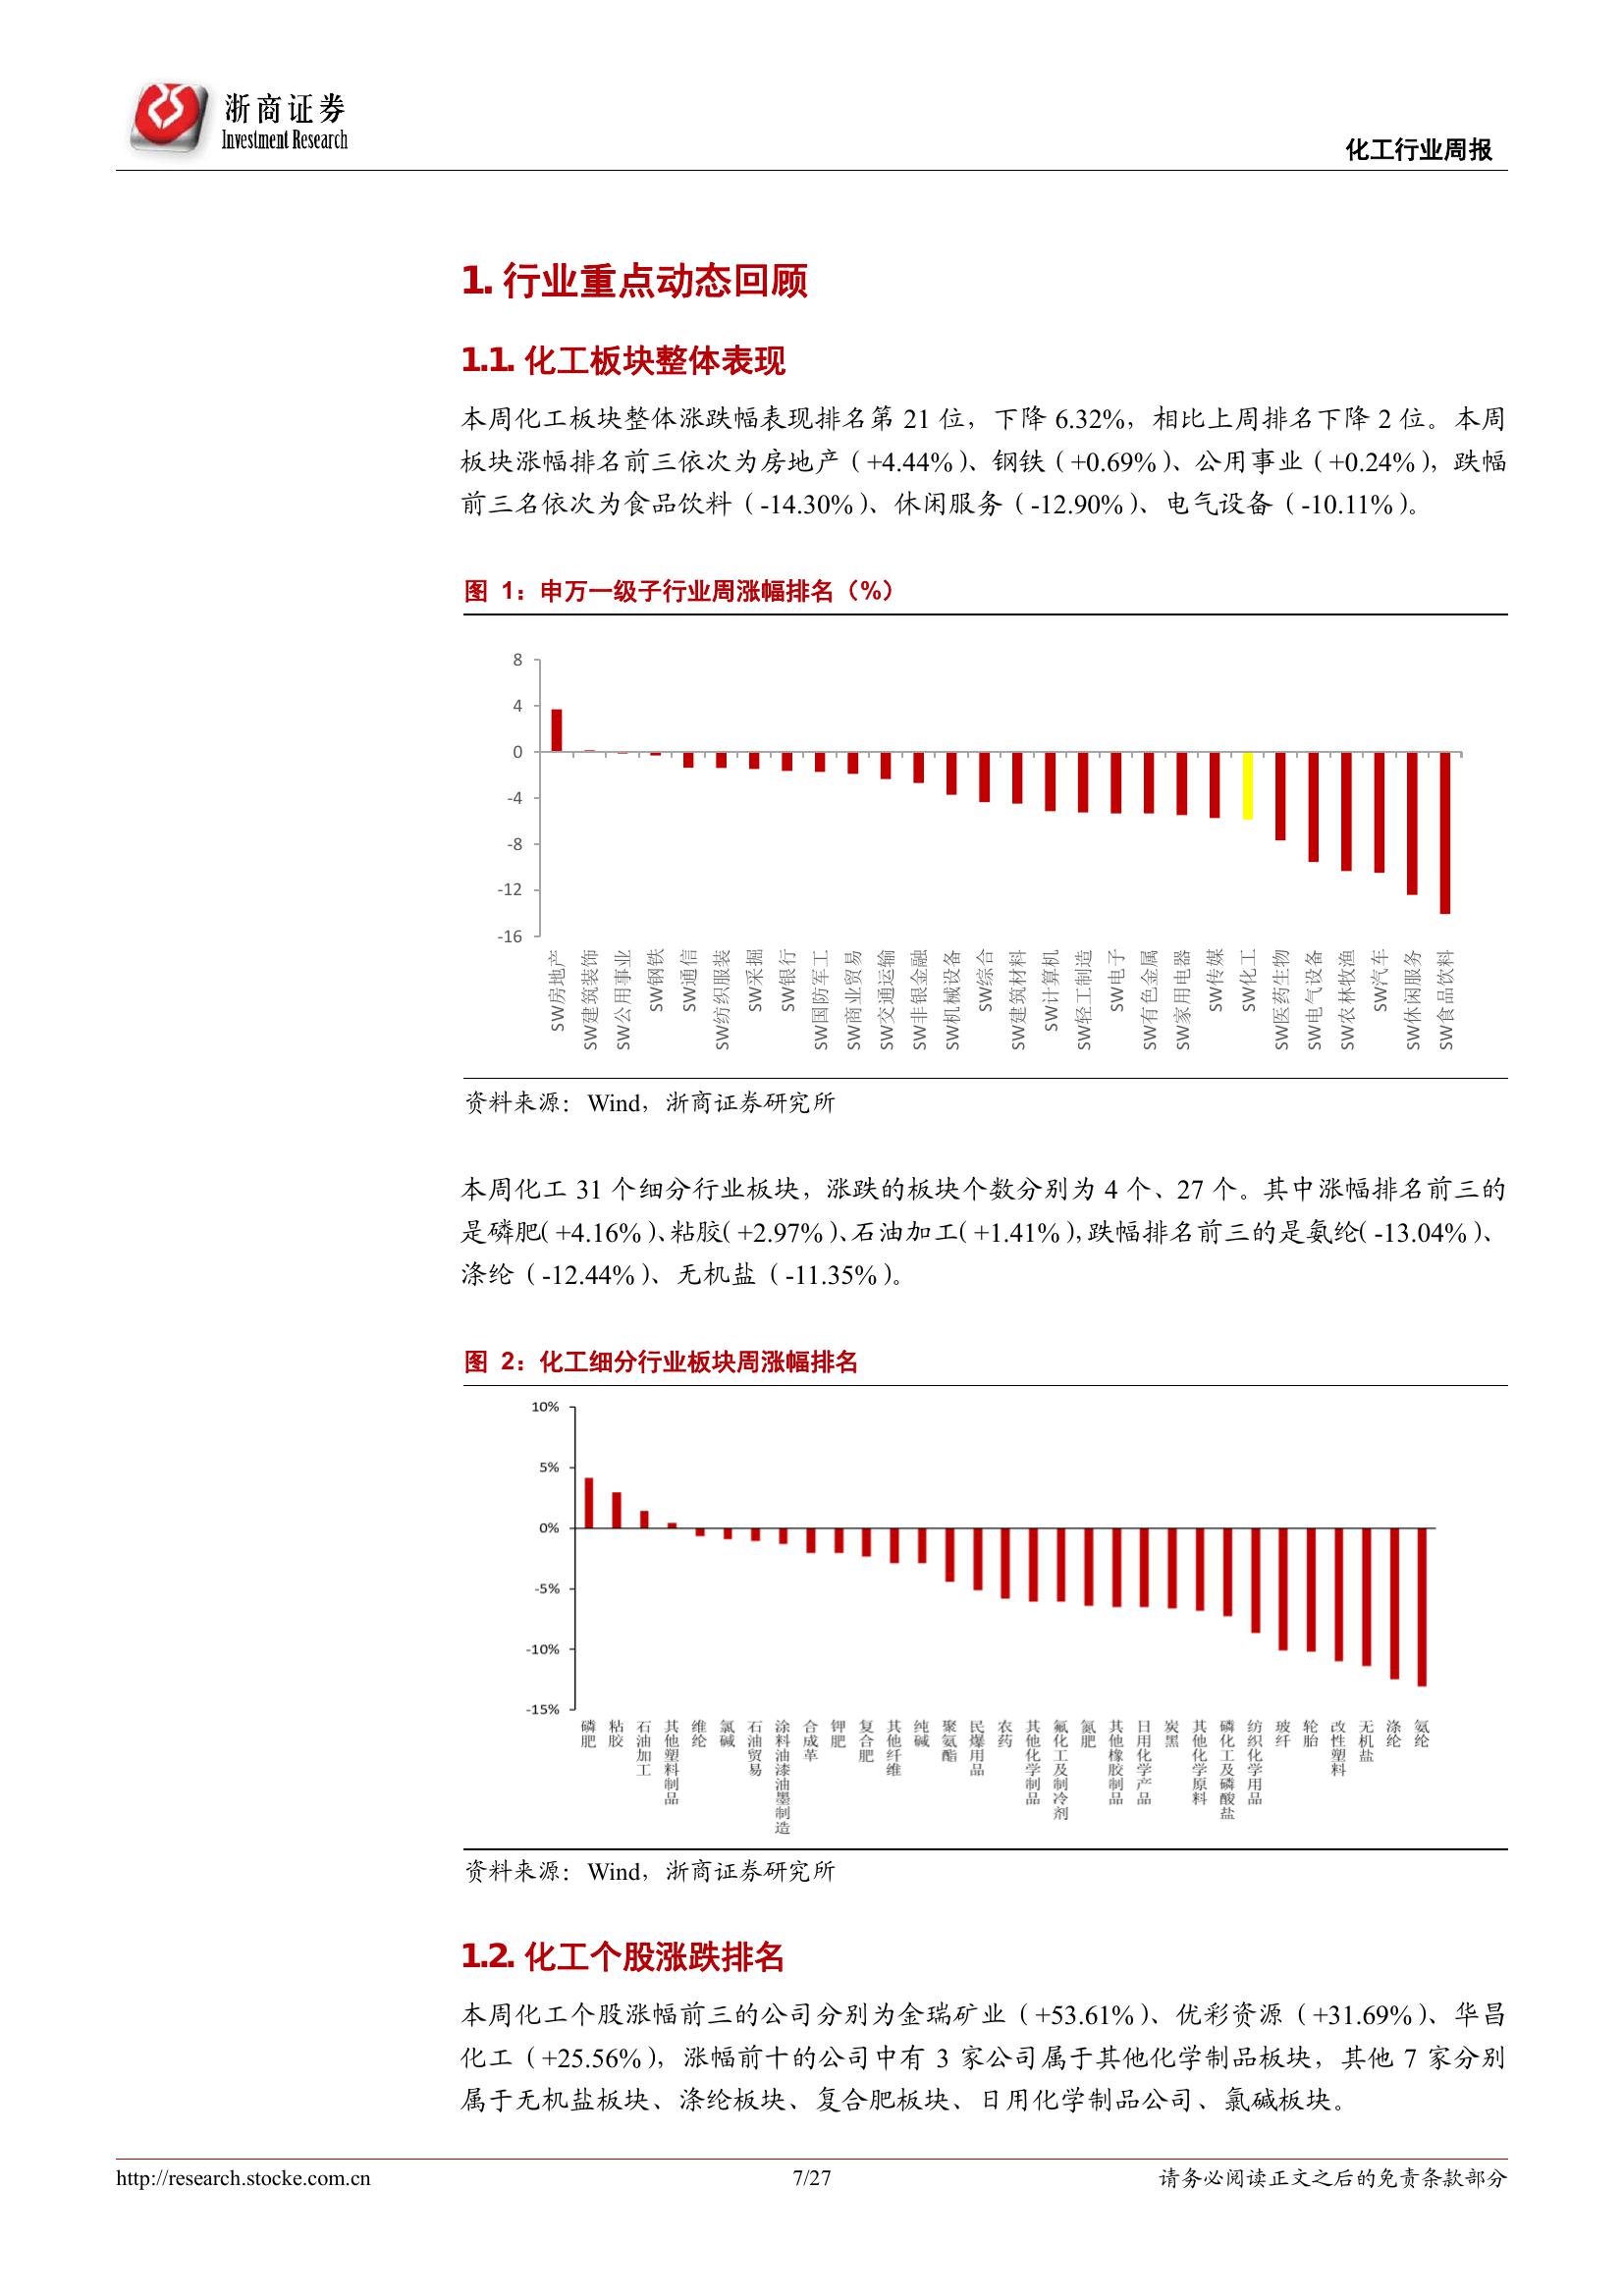 浙商证券
Investment Research
化工行业周报
1. 行业重点动态回顾
1.1. 化工板块整体表现
本周化工板块整体涨跌幅表现排名第 21 位，下降 6.32%，相比上周排名下降 2 位。本周
板块涨幅排名前三依次为房地产（+4.44%）、钢铁（+0.69%）、公用事业（+0.24%），跌幅
前三名依次为食品饮料（-14.30%）、休闲服务（-12.90%）、电气设备（-10.11%）。
图 1：申万一级子行业周涨幅排名（%）
8
4
0
-4
-8
-12
-16
SW房地产
SW建筑装饰
SW公用事业
SW钢铁
SW通信
SW纺织服装
SW采掘
SW银行
SW国防军工
SW商业贸易
SW交通运输
SW非银金融
SW机械设备
SW综合
SW建筑材料
SW计算机
SW轻工制造
SW电子
SW有色金属
SW家用电器
SW传媒
SW化工
SW医药生物
SW电气设备
SW农林牧渔
SW汽车
SW休闲服务
SW食品饮料
资料来源：Wind，浙商证券研究所
本周化工 31 个细分行业板块，涨跌的板块个数分别为 4 个、27 个。其中涨幅排名前三的
是磷肥（+4.16%）、粘胶（+2.97%）、石油加工（+1.41%），跌幅排名前三的是氨纶（-13.04%）、
涤纶（-12.44%）、无机盐（-11.35%）。
图 2：化工细分行业板块周涨幅排名
10%
5%
0%
-5%
-10%
-15%
磷肥
粘胶
石油加工
其他塑料制品
维纶
氯碱
石油贸易
涂料油漆油墨制造
合成革
钾肥
复合肥
其他纤维
纯碱
聚氨酯
民爆用品
农药
其他化学制品
氟化工及制冷剂
氮肥
其他橡胶制品
日用化学产品
炭黑
其他化学原料
磷化工及磷酸盐
纺织化学用品
玻纤
轮胎
改性塑料
无机盐
涤纶
氨纶
资料来源：Wind，浙商证券研究所
1.2. 化工个股涨跌排名
本周化工个股涨幅前三的公司分别为金瑞矿业（+53.61%）、优彩资源（+31.69%）、华昌
化工（+25.56%），涨幅前十的公司中有 3 家公司属于其他化学制品板块，其他 7 家分别
属于无机盐板块、涤纶板块、复合肥板块、日用化学制品公司、氯碱板块。
http://research.stocke.com.cn
7/27
请务必阅读正文之后的免责条款部分